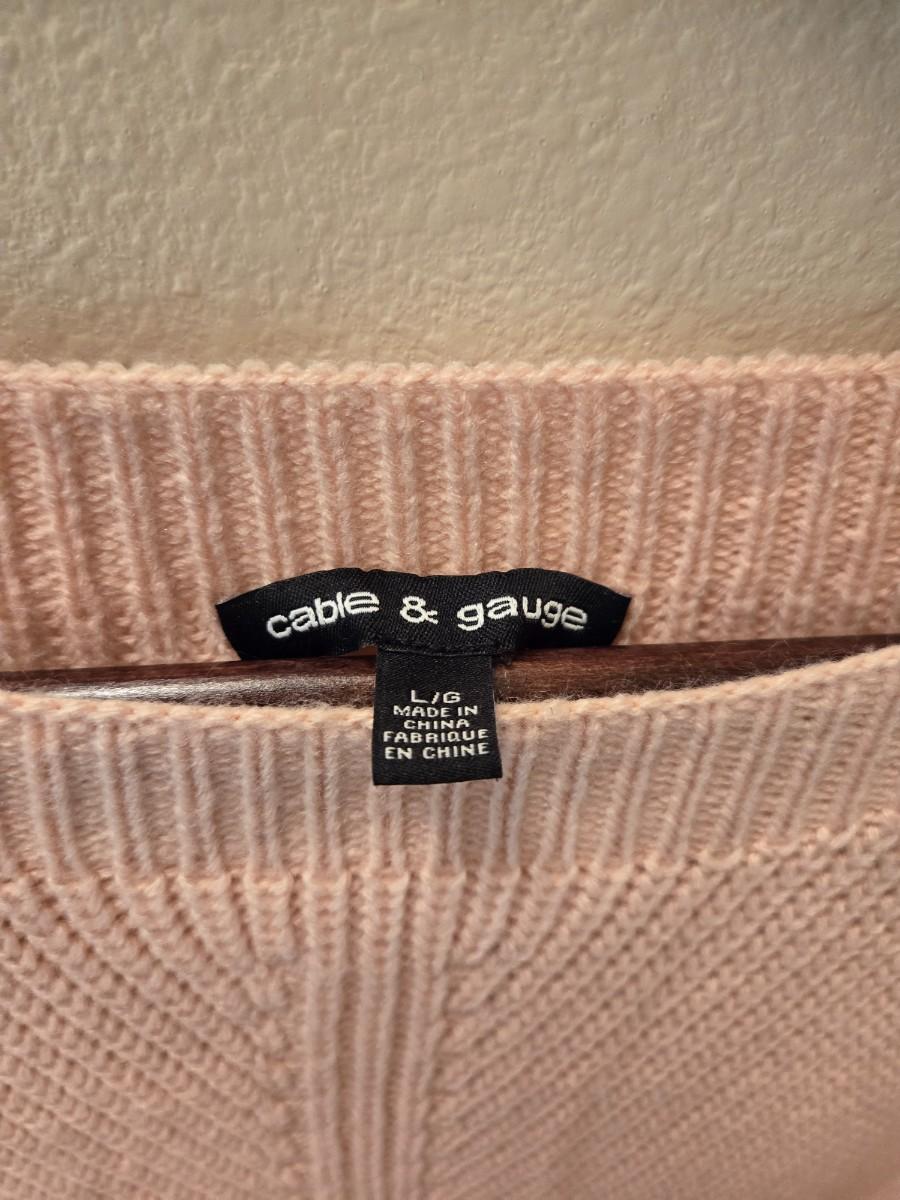 cable & gauge
L/G
MADE IN
CHINA
FABRIQUE
EN CHINE